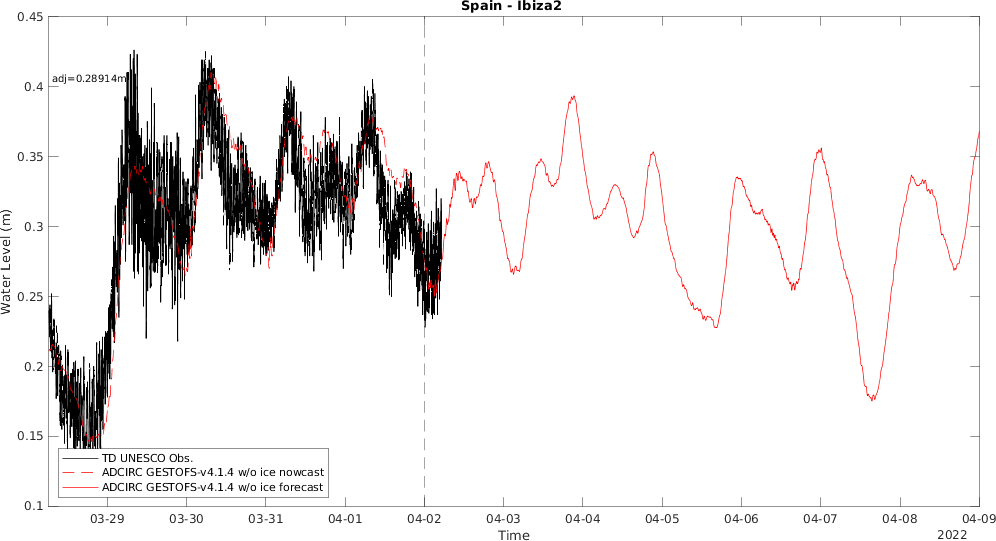 Spain - Ibiza2
0.45
0.4
0.35
0.3
0.25
0.2
0.15
0.1
Water Level (m)
adj=0.28914m
TD UNESCO Obs.
ADCIRC GESTOFS-v4.1.4 w/o ice nowcast
ADCIRC GESTOFS-v4.1.4 w/o ice forecast
03-29 03-30 03-31 04-01 04-02 04-03 04-04 04-05 04-06 04-07 04-08 04-09
Time
2022